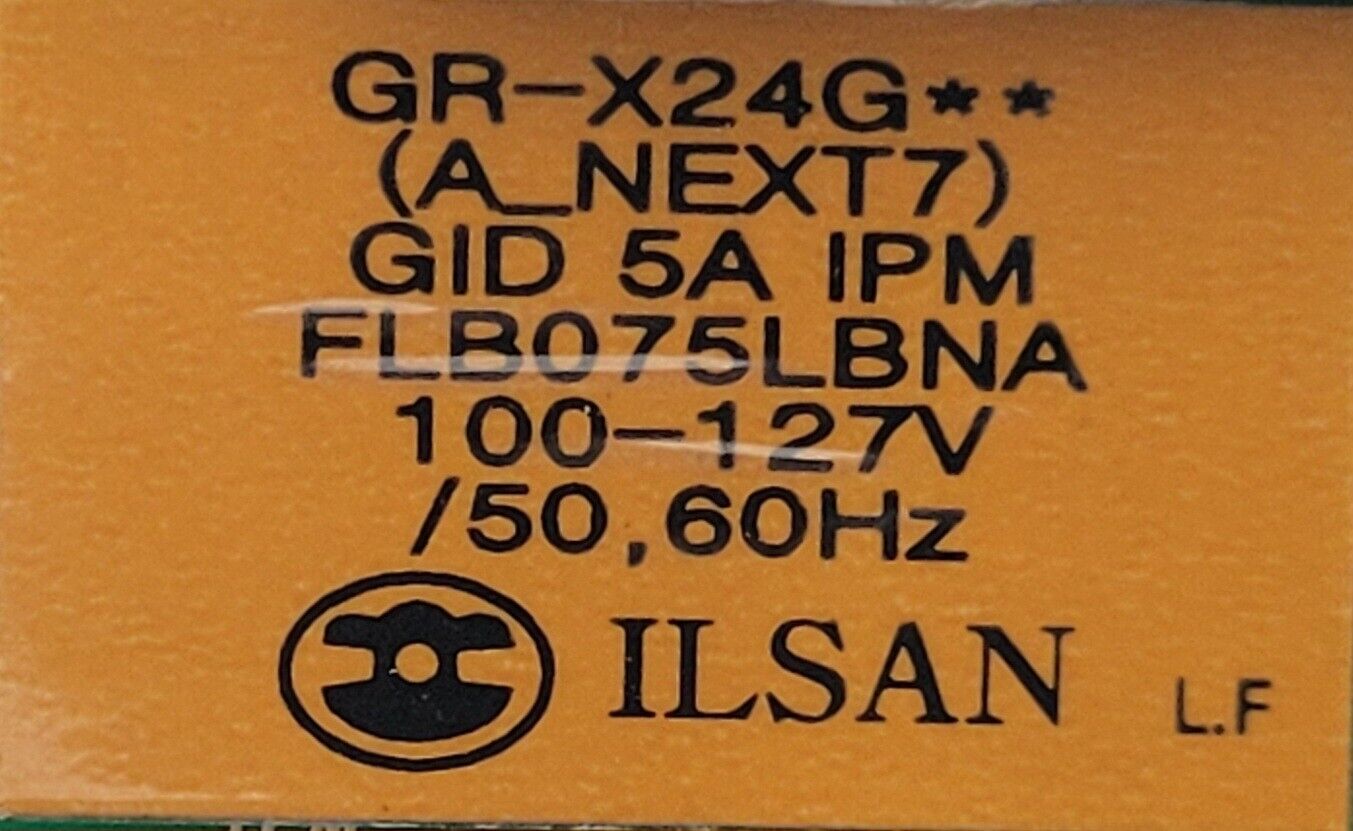 GR-X24G**
(A_NEXT7)
GID 5A IPM
FLB075LBNA
100-127V
/50,60Hz
ILSAN
L.F